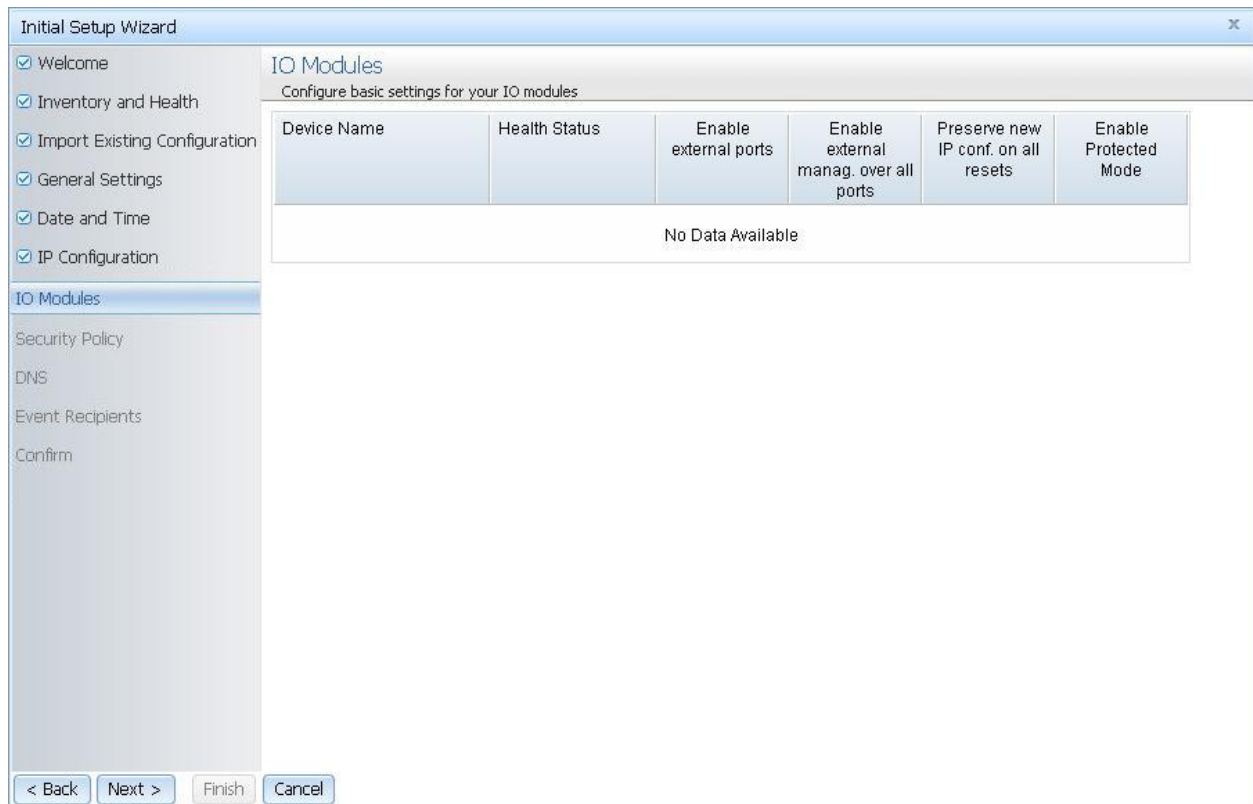 Initial Setup Wizard
x
Welcome
Inventory and Health
Import Existing Configuration
General Settings
Date and Time
IP Configuration
IO Modules
Security Policy
DNS
Event Recipients
Confirm
IO Modules
Configure basic settings for your IO modules
Device Name
Health Status
Enable
external ports
Enable
external
manag. over all
ports
Preserve new
IP conf. on all
resets
Enable
Protected
Mode
No Data Available
< Back
Next >
Finish
Cancel